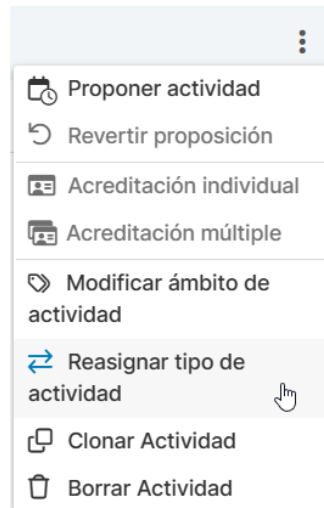 Proponer actividad
Revertir proposición
Acreditación individual
Acreditación múltiple
Modificar ámbito de
actividad
Reasignar tipo de
actividad
Clonar Actividad
Borrar Actividad